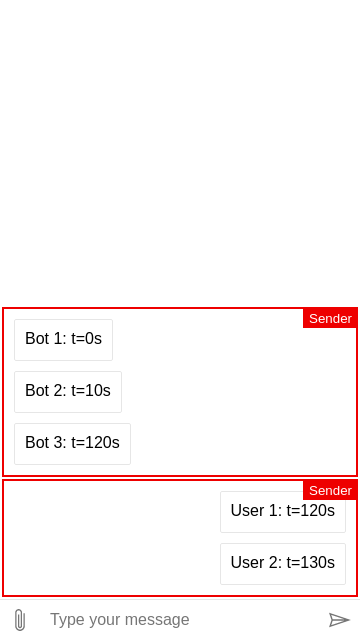 Sender
Bot 1: t=0s
Bot 2: t=10s
Bot 3: t=120s
Sender
User 1: t=120s
User 2: t=130s
Type your message